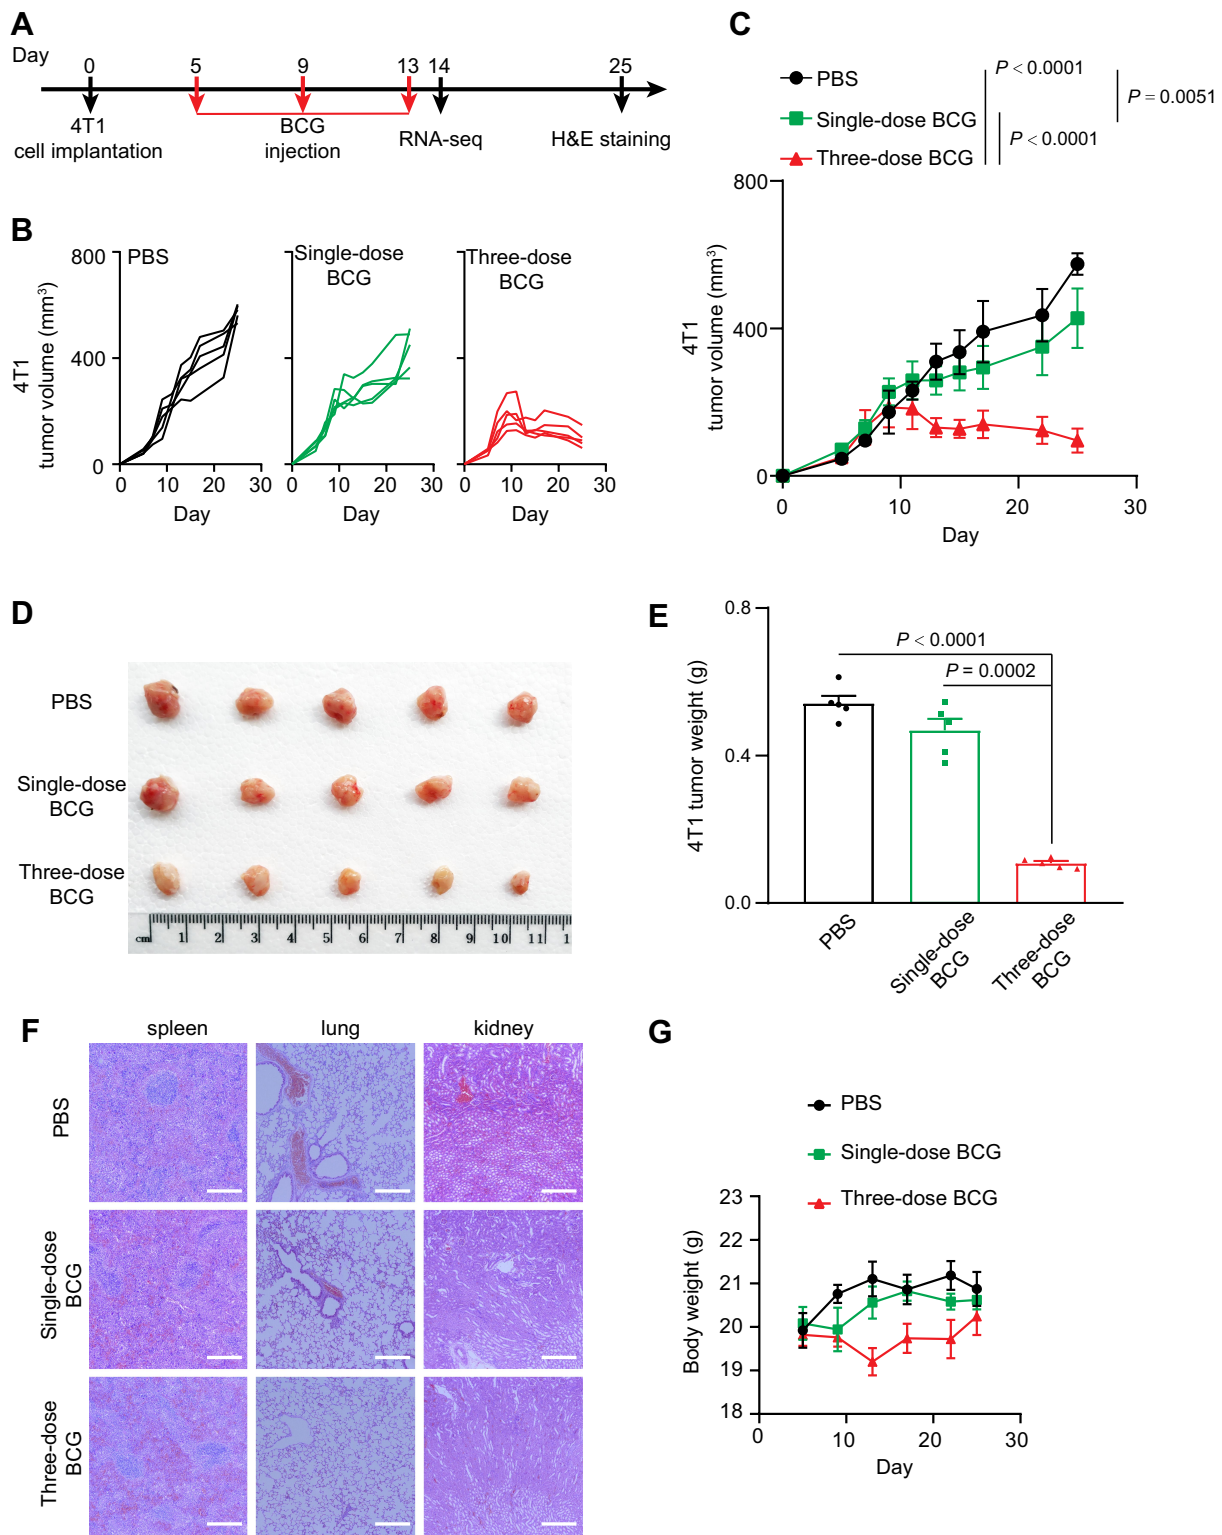 A
Day
0
5
9
13
14
25
4T1
cell implantation
BCG
injection
RNA-seq
H&E staining
B
4T1
tumor volume (mm³)
800
400
0
PBS
0
10
20
30
Day
Single-dose
BCG
0
10
20
30
Day
Three-dose
BCG
0
10
20
30
Day
C
PBS
Single-dose BCG
Three-dose BCG
P < 0.0001
P = 0.0051
P < 0.0001
4T1
tumor volume (mm³)
800
400
0
0
10
20
30
Day
D
PBS
Single-dose
BCG
Three-dose
BCG
cm 1 2 3 4 5 6 7 8 9 10 11 1
E
4T1 tumor weight (g)
0.8
0.4
0.0
P < 0.0001
P = 0.0002
PBS
Single-dose
BCG
Three-dose
BCG
F
spleen
lung
kidney
PBS
Single-dose
BCG
Three-dose
BCG
G
PBS
Single-dose BCG
Three-dose BCG
Body weight (g)
23
22
21
20
19
18
0
10
20
30
Day